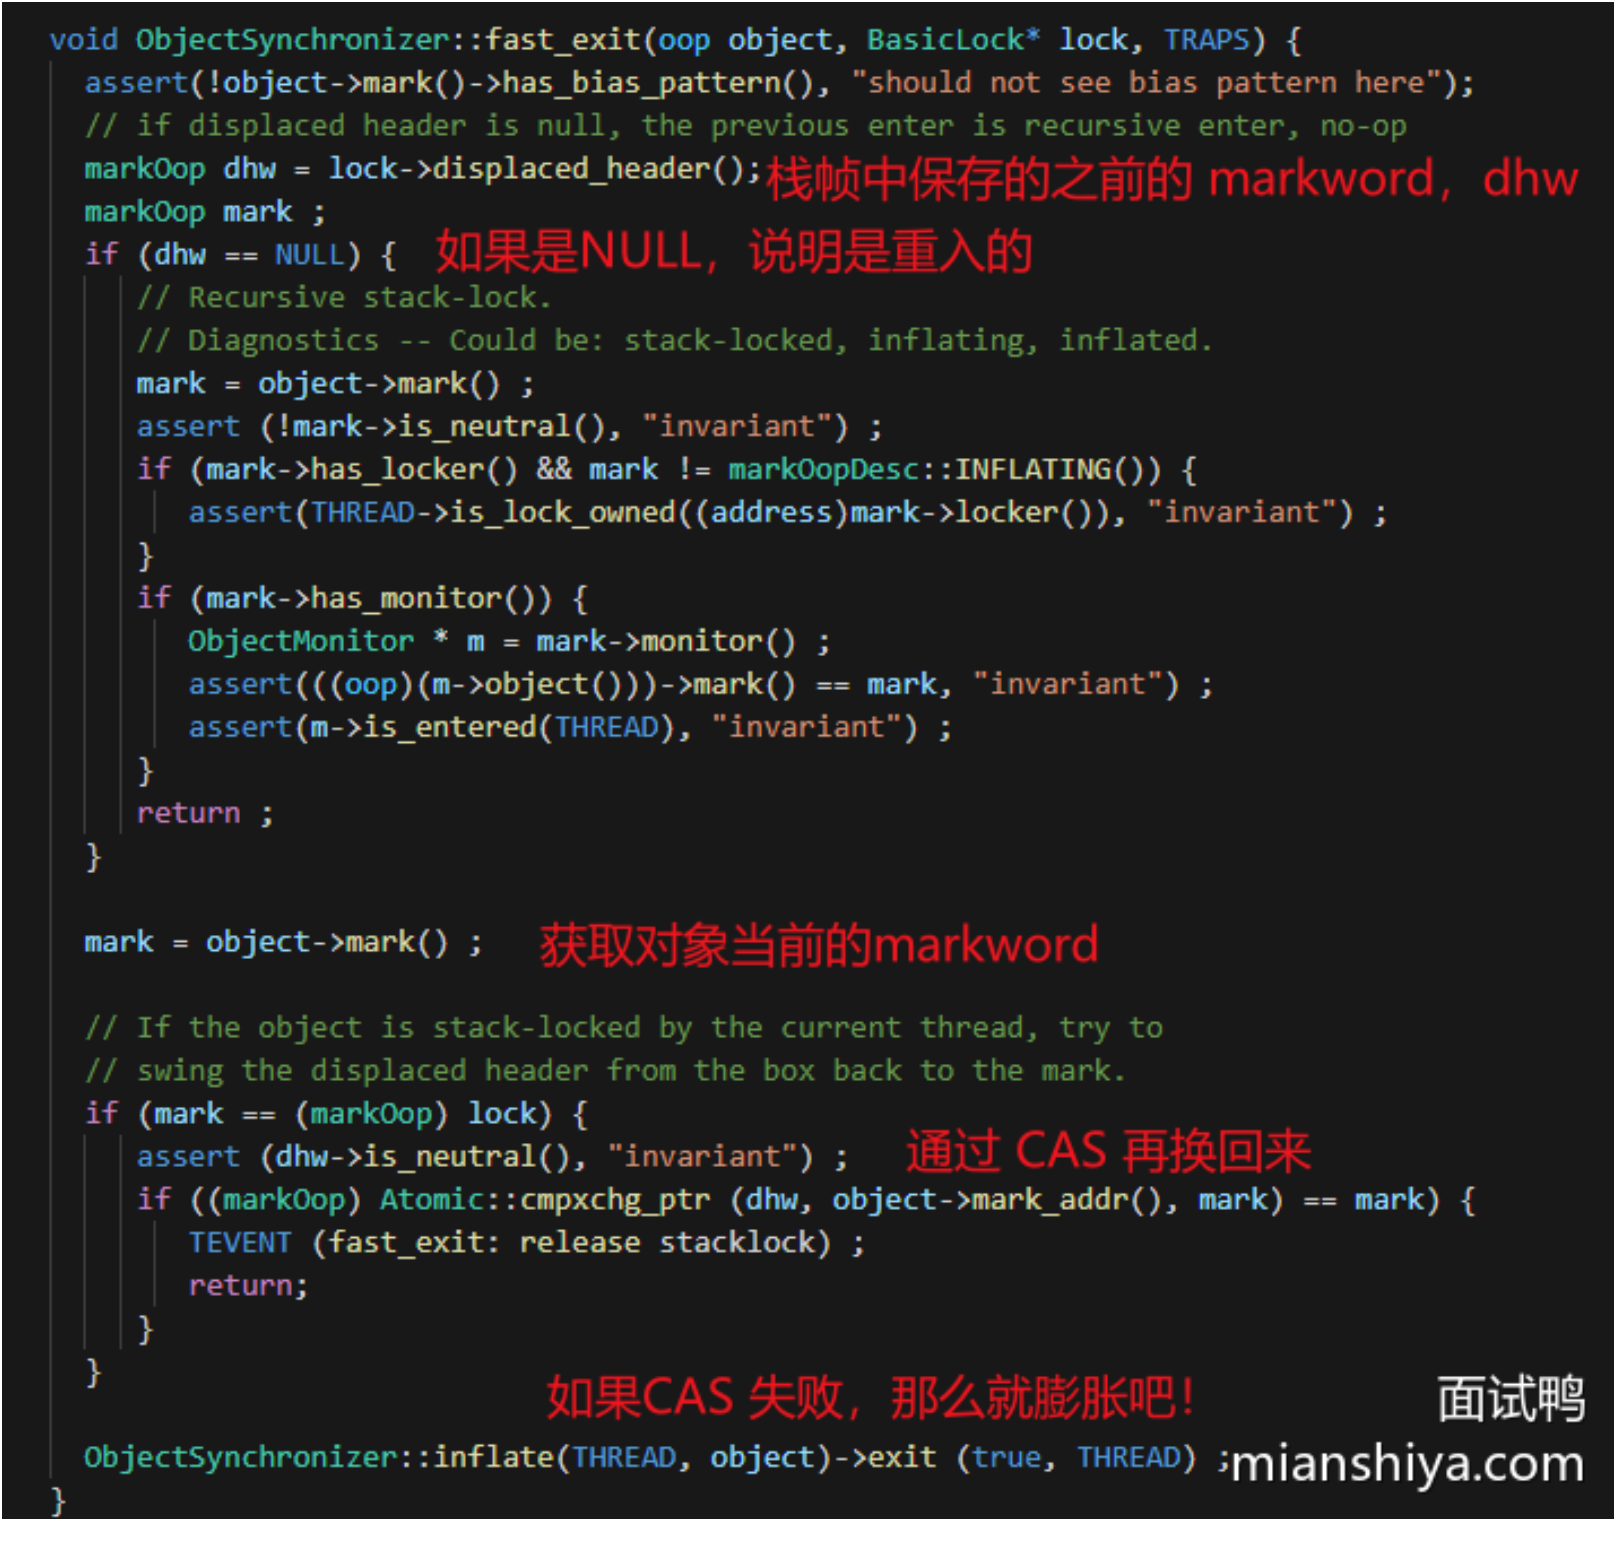 void ObjectSynchronizer::fast_exit(oop object, BasicLock* lock, TRAPS) {
assert(!object->mark()->has_bias_pattern(), "should not see bias pattern here");
// if displaced header is null, the previous enter is recursive enter, no-op
markOop dhw = lock->displaced_header(); 栈帧中保存的之前的 markword，dhw
markOop mark ;
if (dhw == NULL) { 如果是NULL，说明是重入的
// Recursive stack-lock.
// Diagnostics -- Could be: stack-locked, inflating, inflated.
mark = object->mark() ;
assert (!mark->is_neutral(), "invariant") ;
if (mark->has_locker() && mark != markOopDesc::INFLATING()) {
assert(THREAD->is_lock_owned((address)mark->locker()), "invariant") ;
}
if (mark->has_monitor()) {
ObjectMonitor * m = mark->monitor() ;
assert(((oop)(m->object()))->mark() == mark, "invariant") ;
assert(m->is_entered(THREAD), "invariant") ;
}
return ;
}
mark = object->mark() ; 获取对象当前的markword
// If the object is stack-locked by the current thread, try to
// swing the displaced header from the box back to the mark.
if (mark == (markOop) lock) {
assert (dhw->is_neutral(), "invariant") ; 通过 CAS 再换回来
if ((markOop) Atomic::cmpxchg_ptr (dhw, object->mark_addr(), mark) == mark) {
TEVENT (fast_exit: release stacklock) ;
return;
}
}
如果CAS 失败，那么就膨胀吧！ 面试鸭
ObjectSynchronizer::inflate(THREAD, object)->exit (true, THREAD) ; mianshiya.com
}